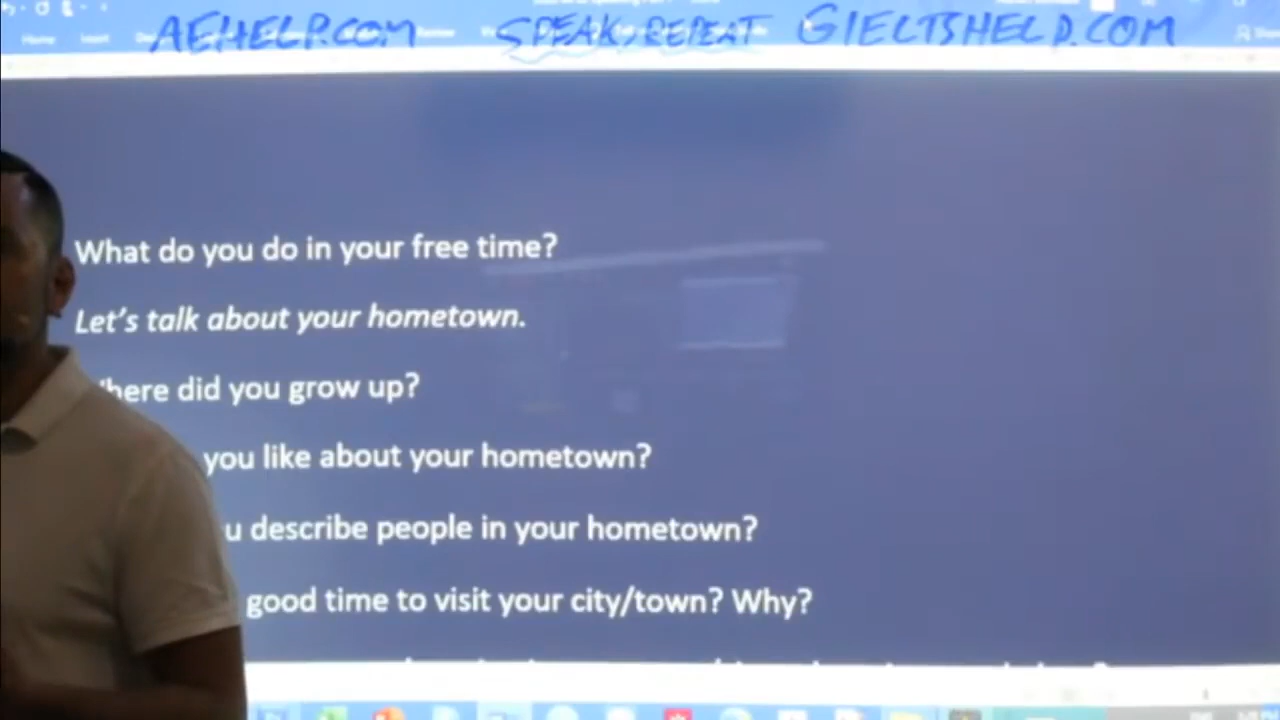 AEHELP.COM SPEAK, REPEAT GIELTSHELP.COM
Home Insert
What do you do in your free time?
Let's talk about your hometown.
here did you grow up?
you like about your hometown?
u describe people in your hometown?
good time to visit your city/town? Why?